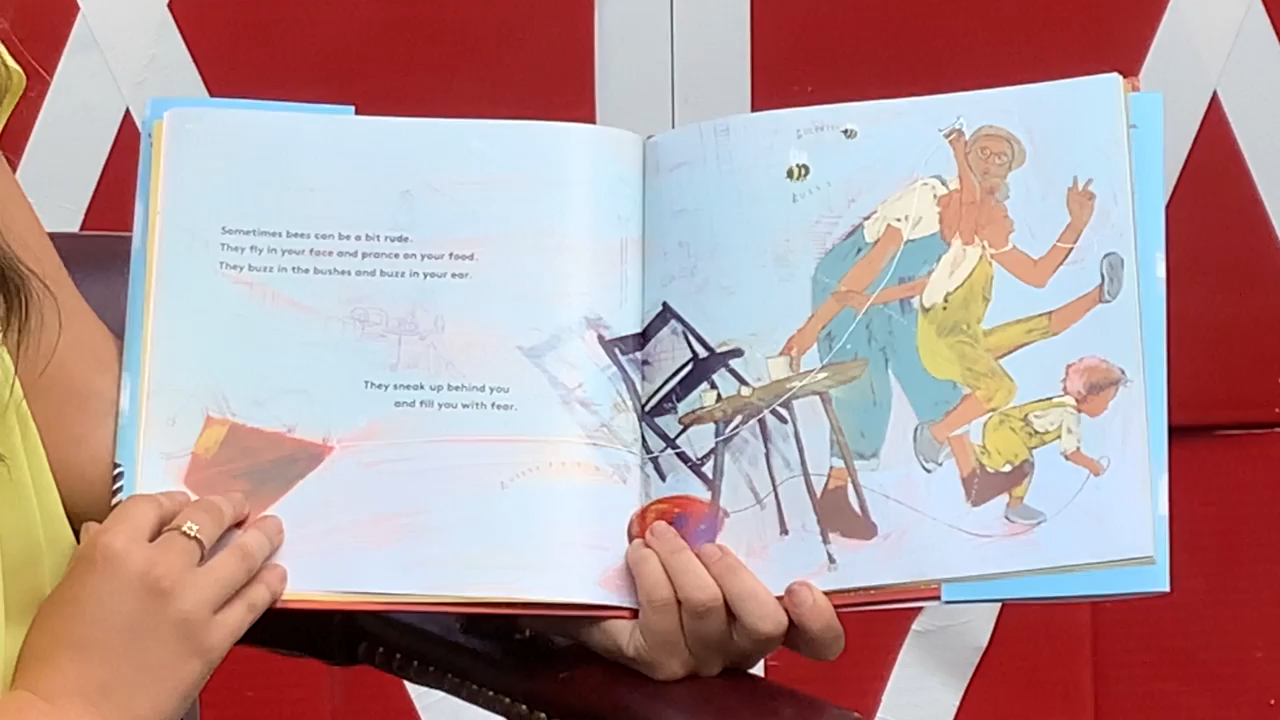 Sometimes bees can be a bit rude.
They fly in your face and prance on your food.
They buzz in the bushes and buzz in your ear.
They sneak up behind you
and fill you with fear.